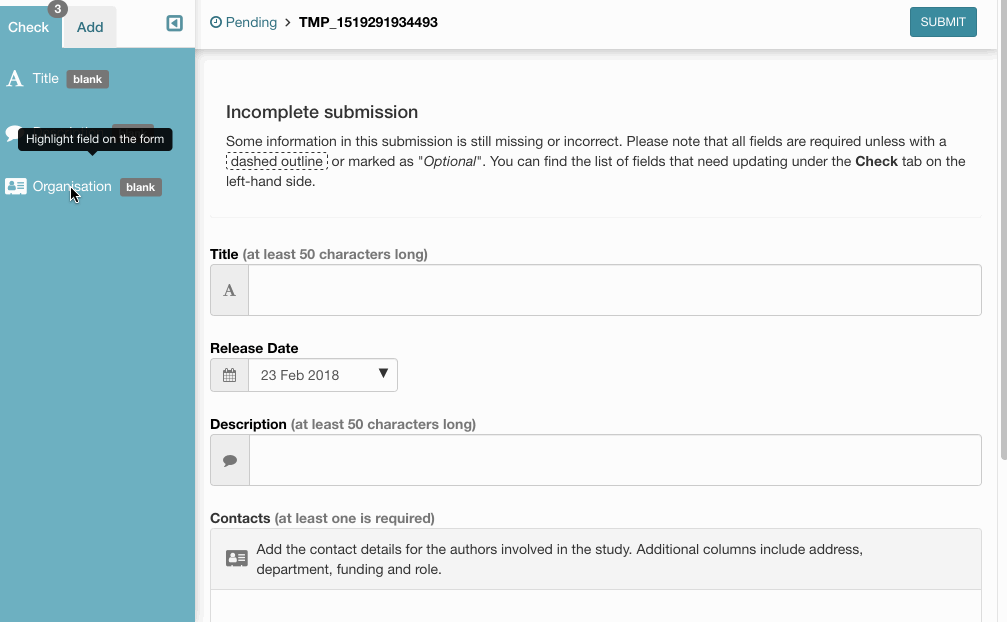 3
Check Add
Pending > TMP_1519291934493
SUBMIT
Title blank
Highlight field on the form
Organisation blank
Incomplete submission
Some information in this submission is still missing or incorrect. Please note that all fields are required unless with a
dashed outline or marked as "Optional". You can find the list of fields that need updating under the Check tab on the
left-hand side.
Title (at least 50 characters long)
A
Release Date
23 Feb 2018
Description (at least 50 characters long)
Contacts (at least one is required)
Add the contact details for the authors involved in the study. Additional columns include address,
department, funding and role.